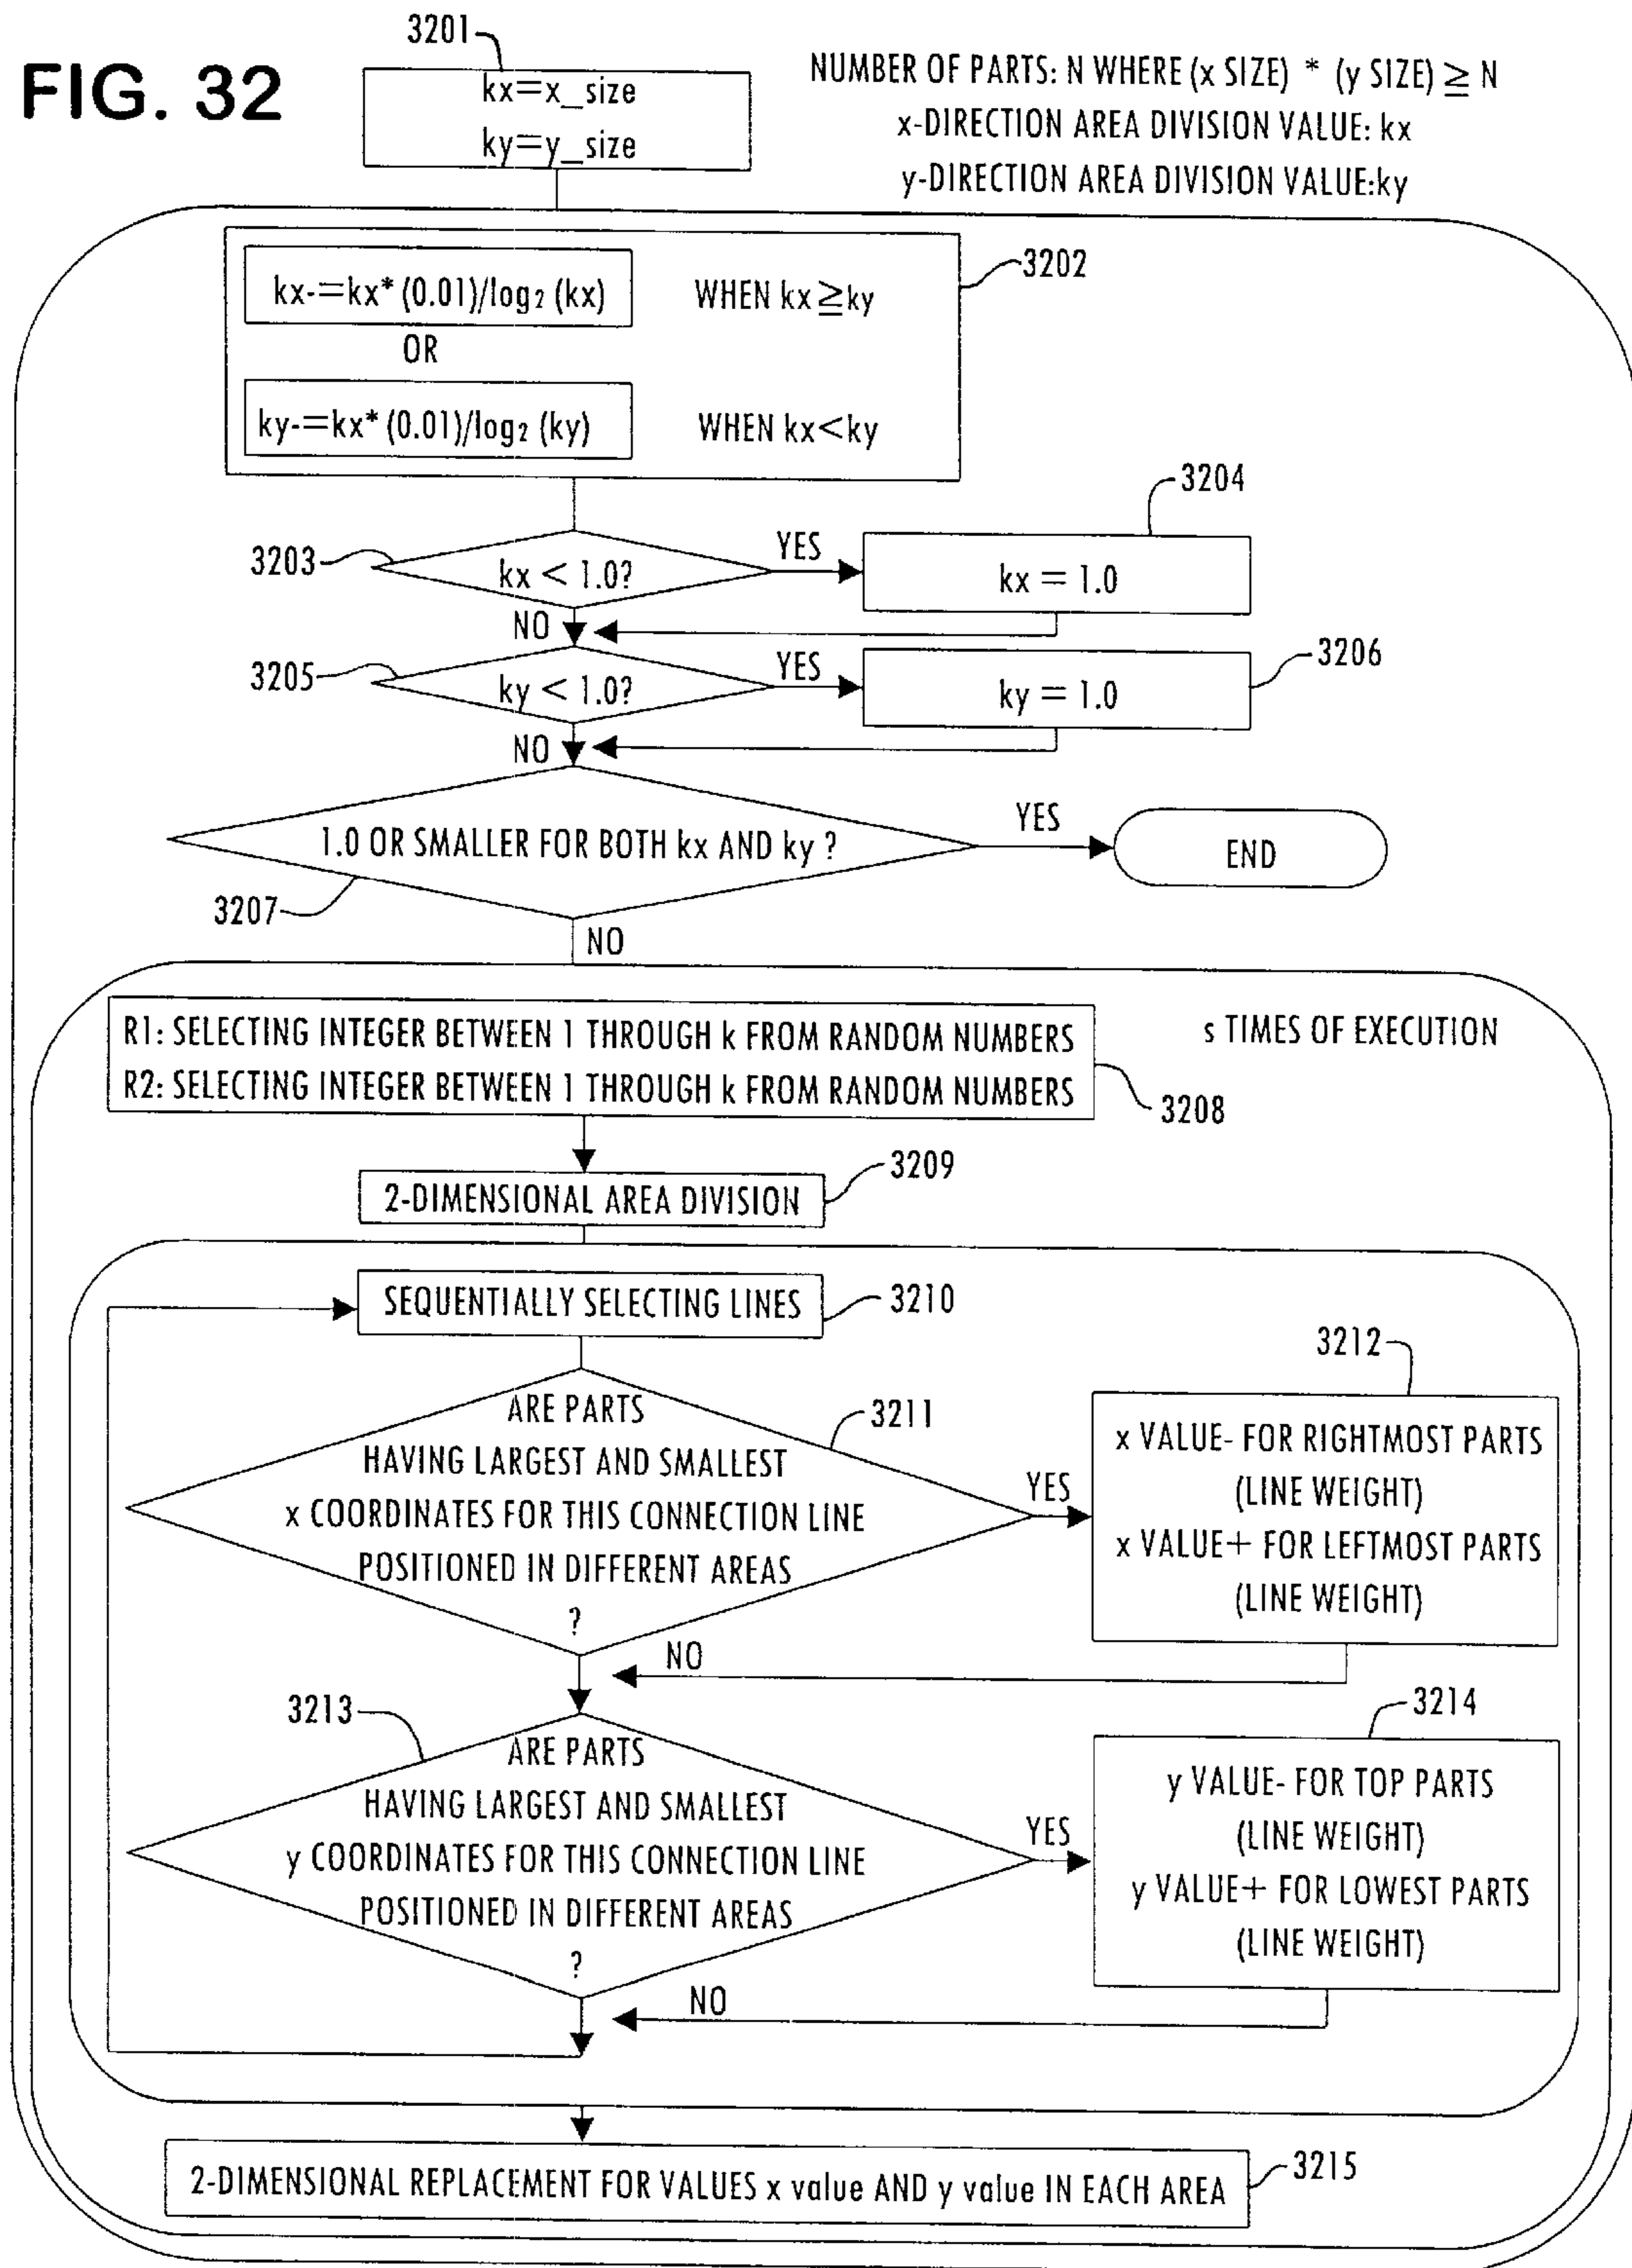 FIG. 32
3201
kx=x_size
ky=y_size
NUMBER OF PARTS: N WHERE (x SIZE) * (y SIZE) ≧ N
x-DIRECTION AREA DIVISION VALUE: kx
y-DIRECTION AREA DIVISION VALUE:ky
3202
kx-=kx* (0.01)/log₂ (kx)
WHEN kx≧ky
OR
ky-=kx* (0.01)/log₂ (ky)
WHEN kx<ky
3203
kx < 1.0?
YES
3204
kx = 1.0
NO
3205
ky < 1.0?
YES
3206
ky = 1.0
NO
1.0 OR SMALLER FOR BOTH kx AND ky ?
YES
END
3207
NO
R1: SELECTING INTEGER BETWEEN 1 THROUGH k FROM RANDOM NUMBERS
R2: SELECTING INTEGER BETWEEN 1 THROUGH k FROM RANDOM NUMBERS
s TIMES OF EXECUTION
3208
2-DIMENSIONAL AREA DIVISION
3209
SEQUENTIALLY SELECTING LINES
3210
ARE PARTS
HAVING LARGEST AND SMALLEST
x COORDINATES FOR THIS CONNECTION LINE
POSITIONED IN DIFFERENT AREAS
?
3211
YES
3212
x VALUE- FOR RIGHTMOST PARTS
(LINE WEIGHT)
x VALUE+ FOR LEFTMOST PARTS
(LINE WEIGHT)
NO
3213
ARE PARTS
HAVING LARGEST AND SMALLEST
y COORDINATES FOR THIS CONNECTION LINE
POSITIONED IN DIFFERENT AREAS
?
YES
3214
y VALUE- FOR TOP PARTS
(LINE WEIGHT)
y VALUE+ FOR LOWEST PARTS
(LINE WEIGHT)
NO
2-DIMENSIONAL REPLACEMENT FOR VALUES x value AND y value IN EACH AREA
3215